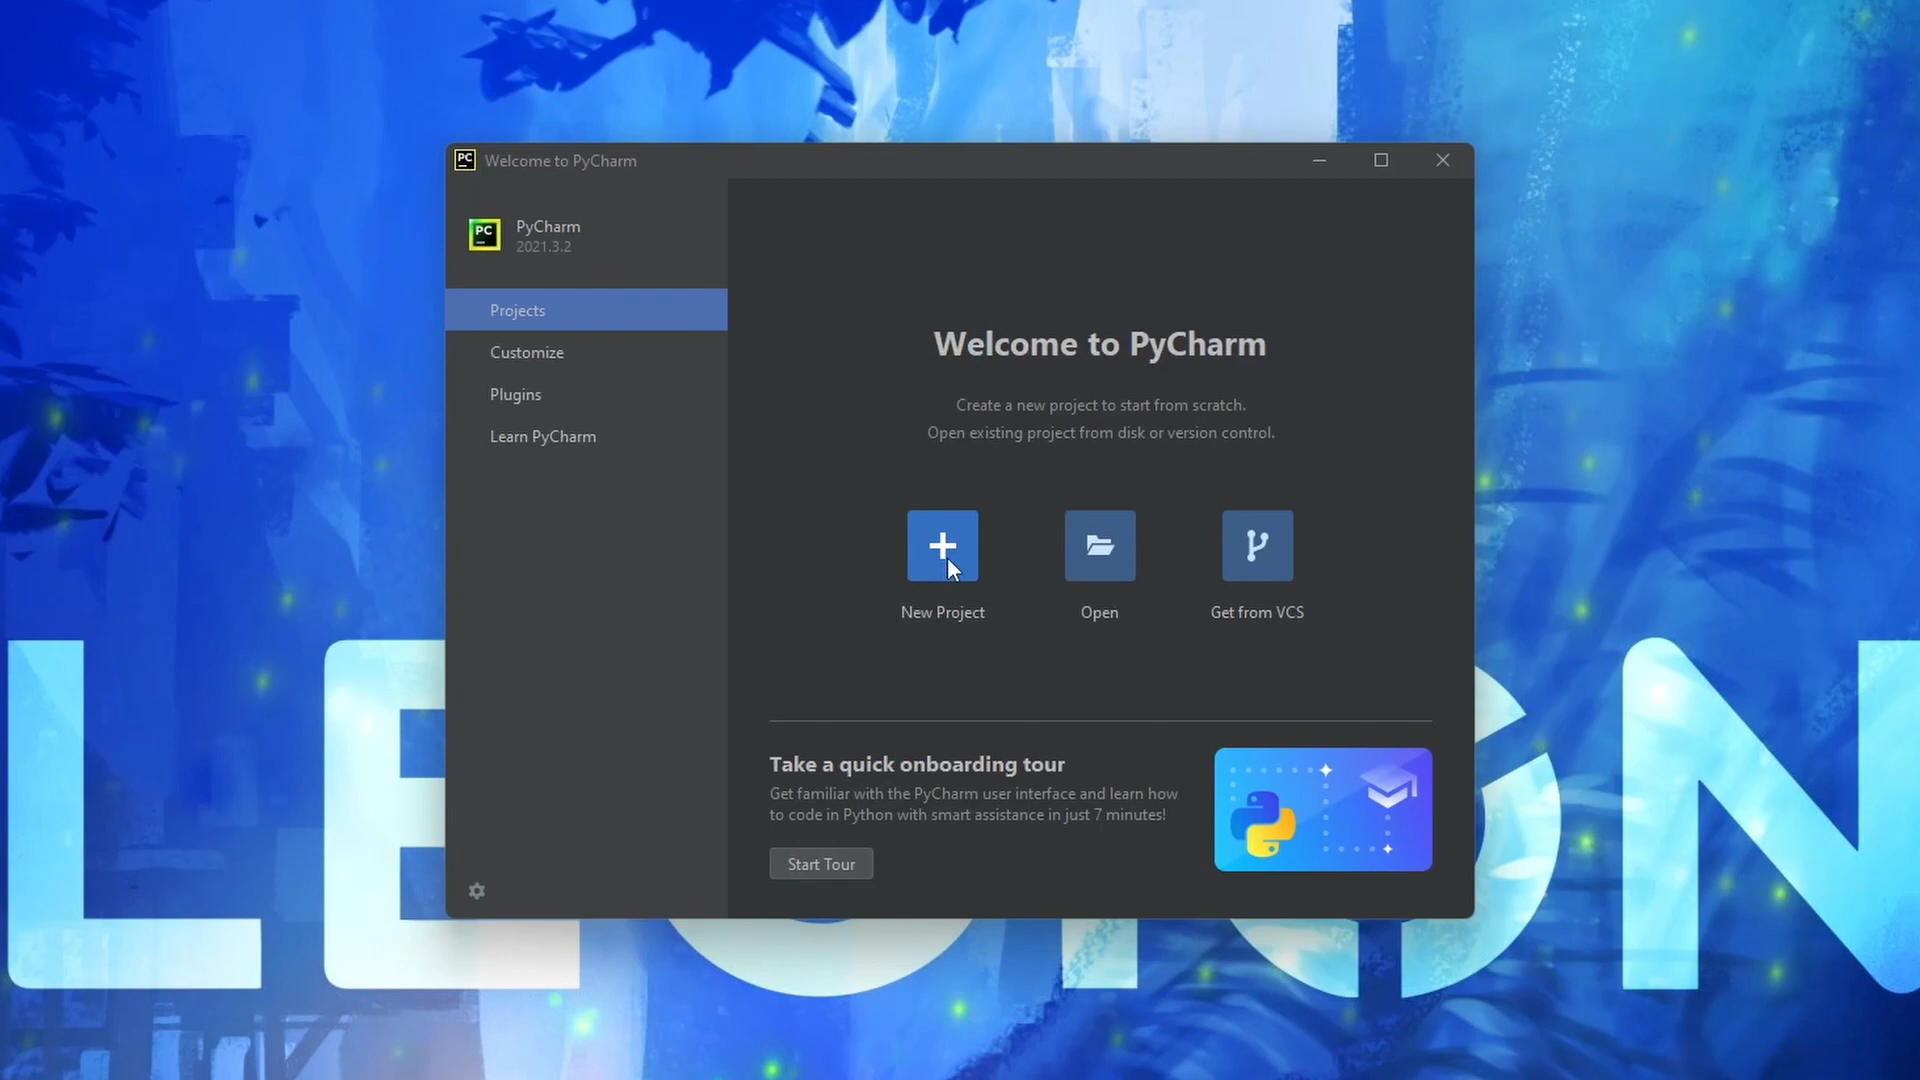 Welcome to PyCharm
PyCharm
2021.3.2
Projects
Customize
Plugins
Learn PyCharm
Welcome to PyCharm
Create a new project to start from scratch.
Open existing project from disk or version control.
New Project
Open
Get from VCS
Take a quick onboarding tour
Get familiar with the PyCharm user interface and learn how
to code in Python with smart assistance in just 7 minutes!
Start Tour
LEGION